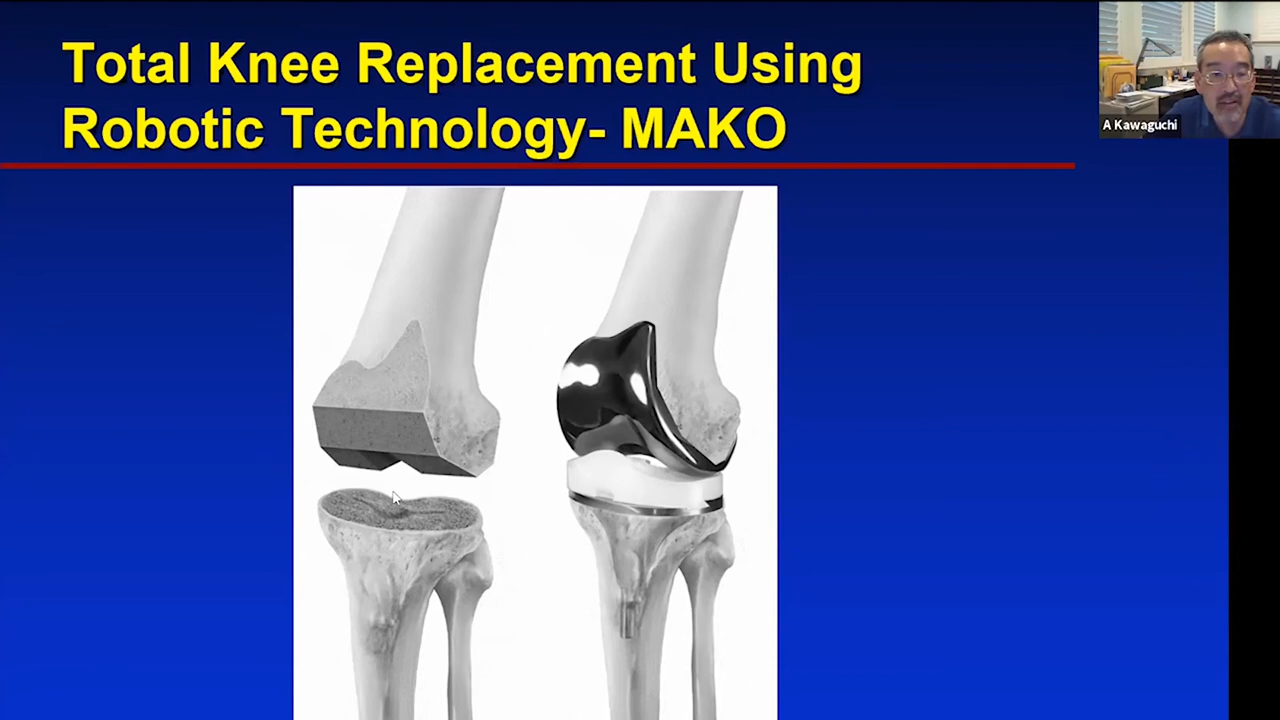 Total Knee Replacement Using
Robotic Technology- MAKO
A Kawaguchi